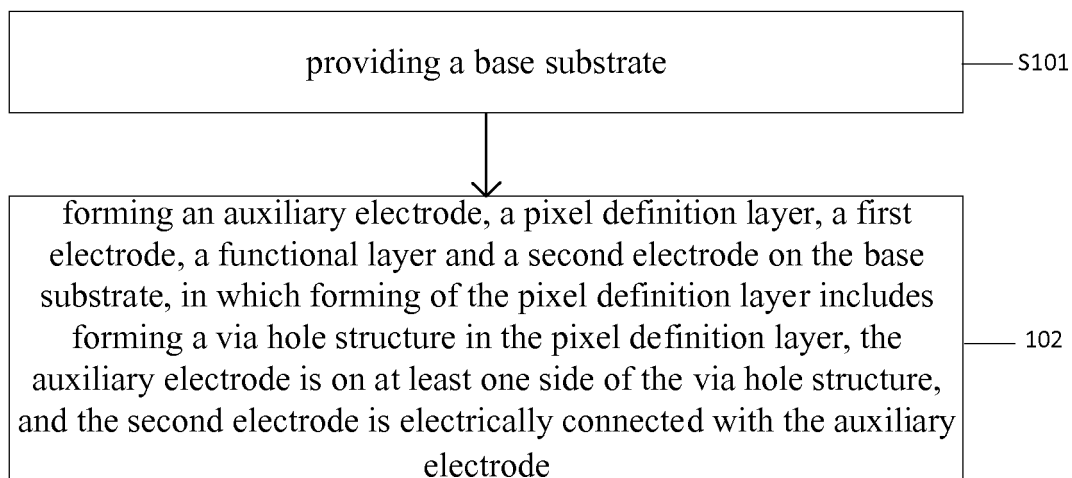 providing a base substrate
S101
forming an auxiliary electrode, a pixel definition layer, a first
electrode, a functional layer and a second electrode on the base
substrate, in which forming of the pixel definition layer includes
forming a via hole structure in the pixel definition layer, the
auxiliary electrode is on at least one side of the via hole structure,
and the second electrode is electrically connected with the auxiliary
electrode
102